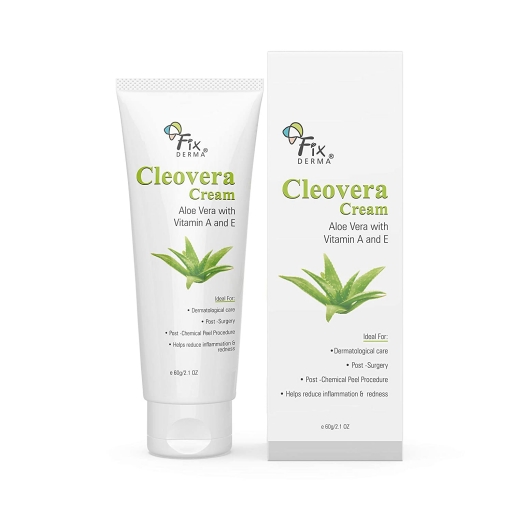 Fix
DERMA®
Cleovera
Cream
Aloe Vera with
Vitamin A and E
Ideal For:
• Dermatological care
• Post -Surgery
• Post -Chemical Peel Procedure
• Helps reduce inflammation &
redness
e 60g/2.1 OZ
Fix
DERMA®
Cleovera
Cream
Aloe Vera with
Vitamin A and E
Ideal For:
•Dermatological care
• Post -Surgery
• Post -Chemical Peel Procedure
• Helps reduce inflammation & redness
e 60g/2.1 OZ